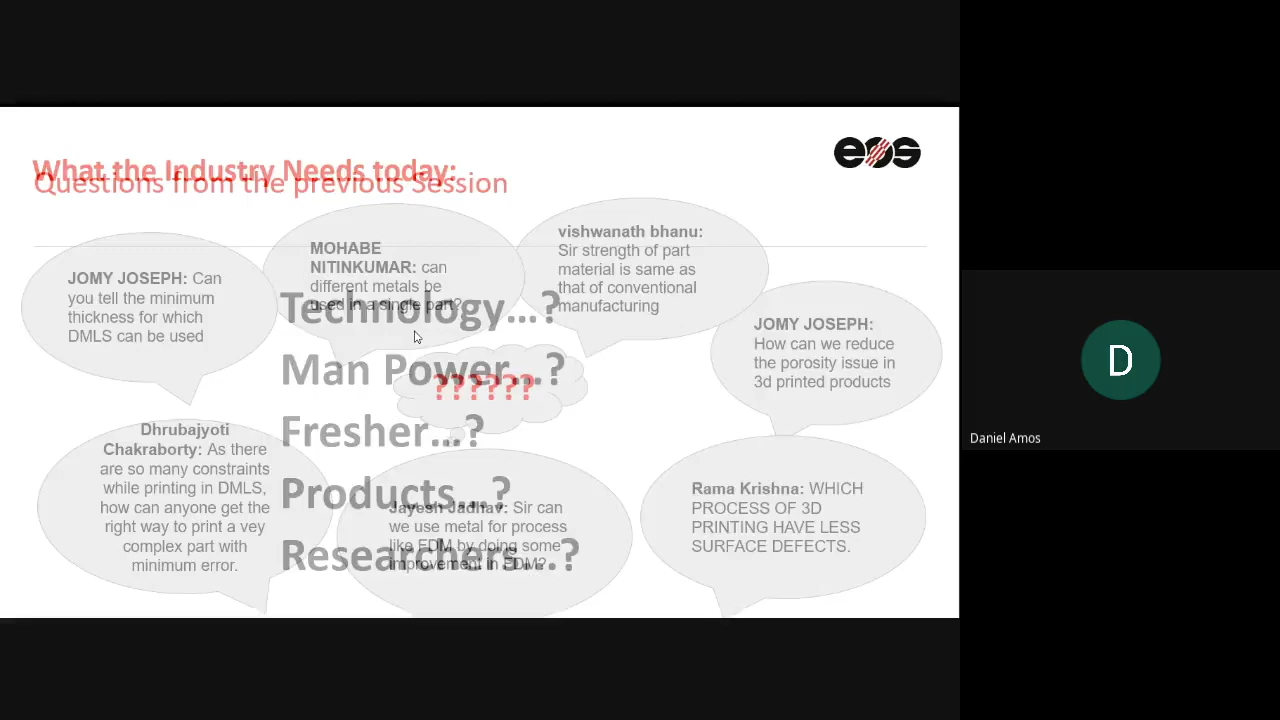 What the Industry Needs today:
Questions from the previous Session
eos
JOMY JOSEPH: Can
you tell the minimum
thickness for which
DMLS can be used
MOHABE
NITINKUMAR: can
different metals be
used in a single part?
vishwanath bhanu:
Sir strength of part
material is same as
that of conventional
manufacturing
JOMY JOSEPH:
How can we reduce
the porosity issue in
3d printed products
Technology...?
Man Power...?
Fresher...?
Products...?
Researchers...?
??????
Dhrubajyoti
Chakraborty: As there
are so many constraints
while printing in DMLS,
how can anyone get the
right way to print a vey
complex part with
minimum error.
Jayesh Jadhav: Sir can
we use metal for process
like FDM by doing some
improvement in FDM?
Rama Krishna: WHICH
PROCESS OF 3D
PRINTING HAVE LESS
SURFACE DEFECTS.
D
Daniel Amos